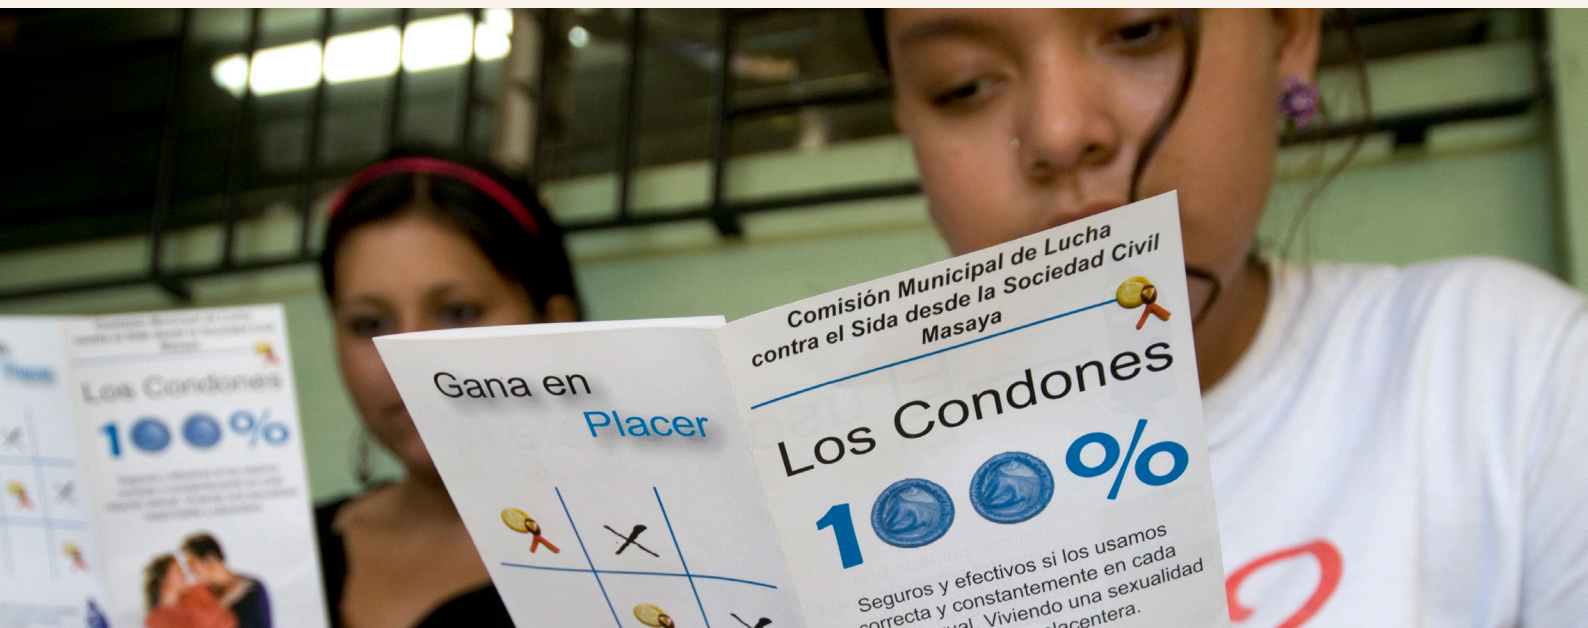 Gana en
Placer
Comisión Municipal de Lucha
contra el Sida desde la Sociedad Civil
Masaya
Los Condones
100%
Seguros y efectivos si los usamos
correcta y constantemente en cada
Viviendo una sexualidad
placentera.
Los Condones
100%